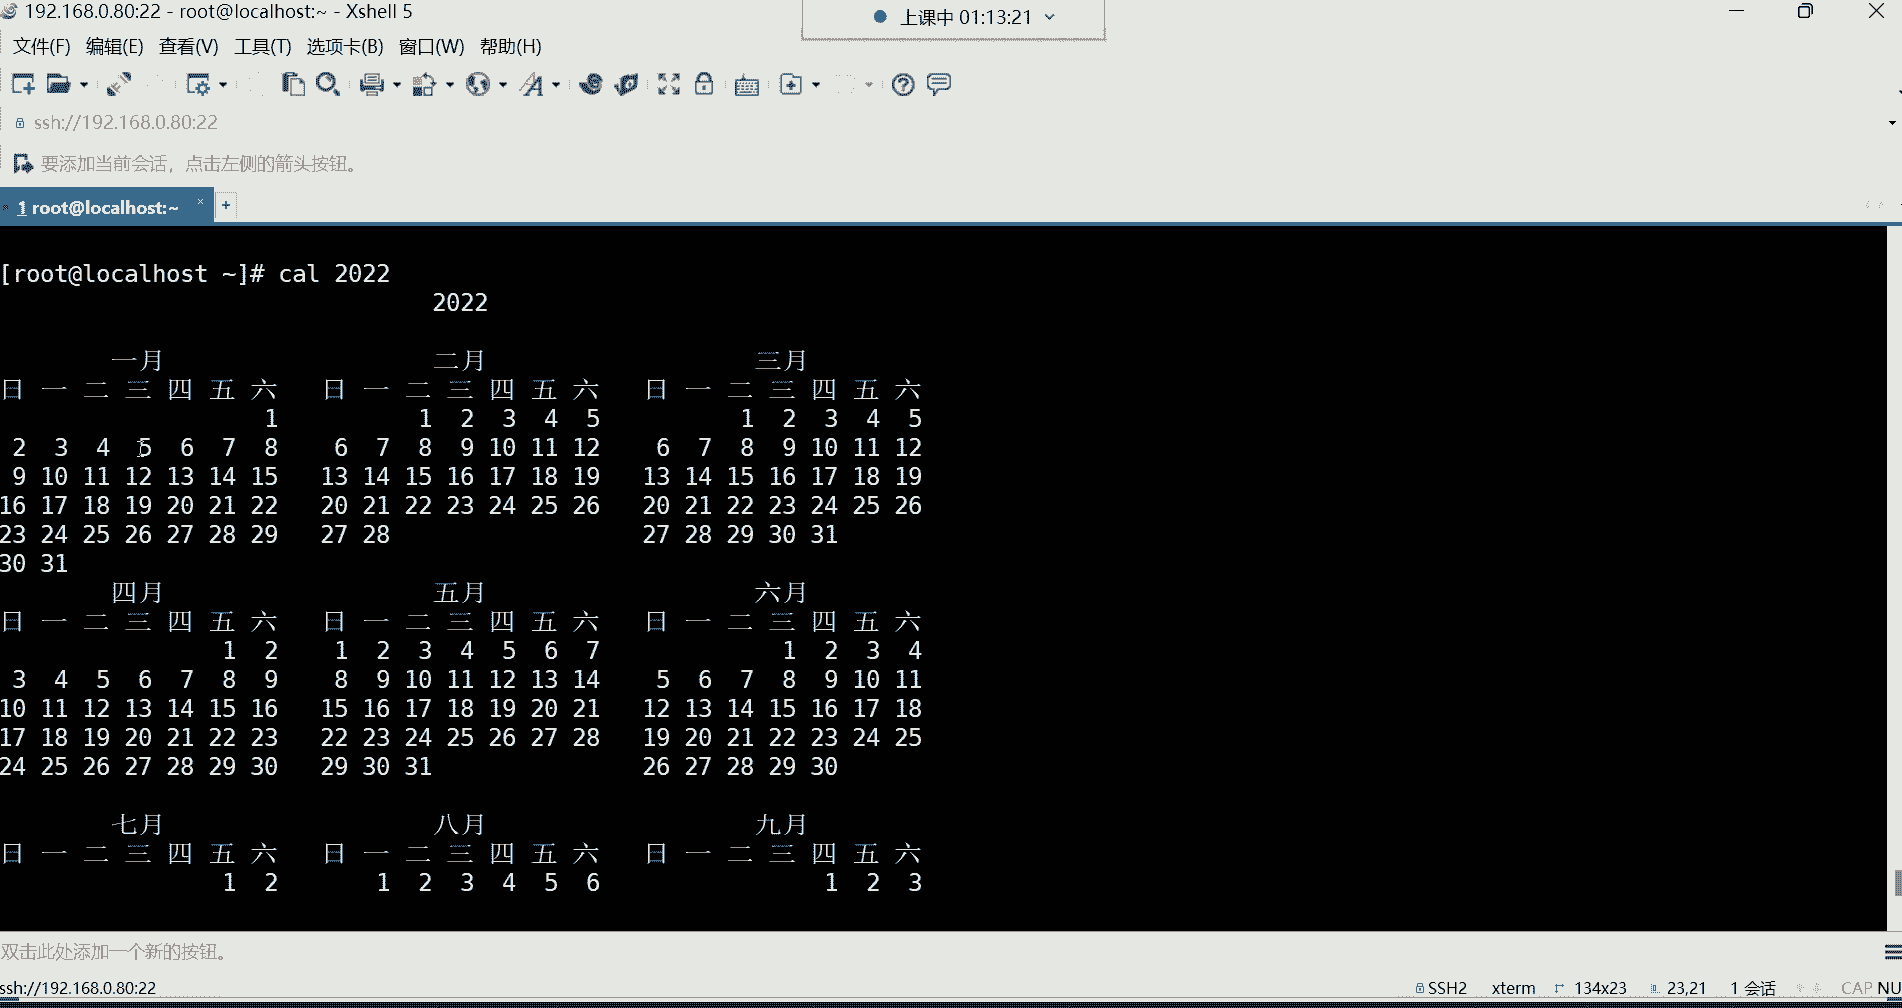 192.168.0.80:22 - root@localhost:~ - Xshell 5
上课中 01:13:21
文件(F) 编辑(E) 查看(V) 工具(T) 选项卡(B) 窗口(W) 帮助(H)
ssh://192.168.0.80:22
要添加当前会话，点击左侧的箭头按钮。
1 root@localhost:~ × +
[root@localhost ~]# cal 2022
2022
一月 二月 三月
日 一 二 三 四 五 六 日 一 二 三 四 五 六 日 一 二 三 四 五 六
1 1 2 3 4 5 1 2 3 4 5
2 3 4 5 6 7 8 6 7 8 9 10 11 12 6 7 8 9 10 11 12
9 10 11 12 13 14 15 13 14 15 16 17 18 19 13 14 15 16 17 18 19
16 17 18 19 20 21 22 20 21 22 23 24 25 26 20 21 22 23 24 25 26
23 24 25 26 27 28 29 27 28 27 28 29 30 31
30 31
四月 五月 六月
日 一 二 三 四 五 六 日 一 二 三 四 五 六 日 一 二 三 四 五 六
1 2 1 2 3 4 5 6 7 1 2 3 4
3 4 5 6 7 8 9 8 9 10 11 12 13 14 5 6 7 8 9 10 11
10 11 12 13 14 15 16 15 16 17 18 19 20 21 12 13 14 15 16 17 18
17 18 19 20 21 22 23 22 23 24 25 26 27 28 19 20 21 22 23 24 25
24 25 26 27 28 29 30 29 30 31 26 27 28 29 30
七月 八月 九月
日 一 二 三 四 五 六 日 一 二 三 四 五 六 日 一 二 三 四 五 六
1 2 1 2 3 4 5 6 1 2 3
双击此处添加一个新的按钮。
ssh://192.168.0.80:22 SSH2 xterm 134x23 23,21 1 会话 CAP NU